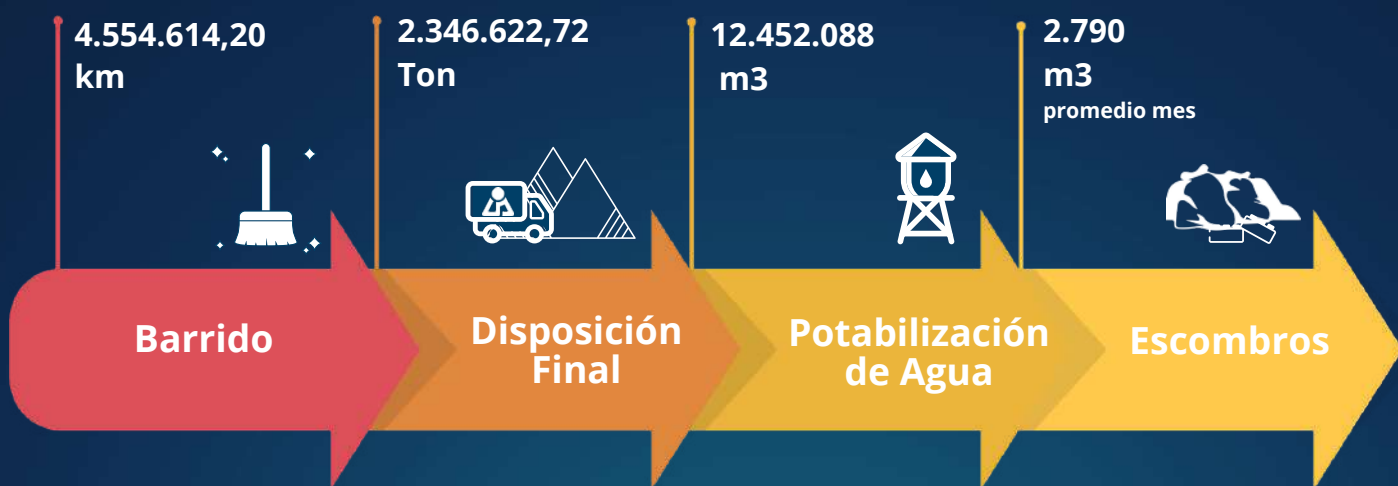 4.554.614,20
km
2.346.622,72
Ton
12.452.088
m3
2.790
m3
promedio mes
Barrido
Disposición
Final
Potabilización
de Agua
Escombros